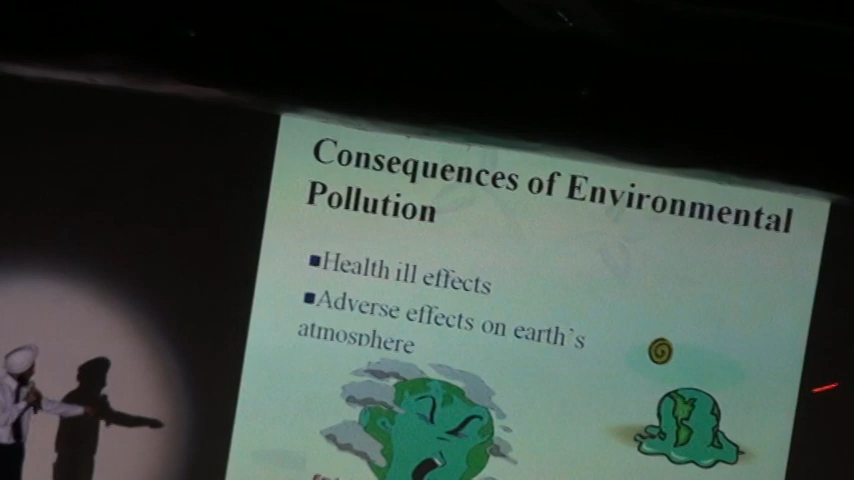 Consequences of Environmental
Pollution
Health ill effects
Adverse effects on earth's
atmosphere